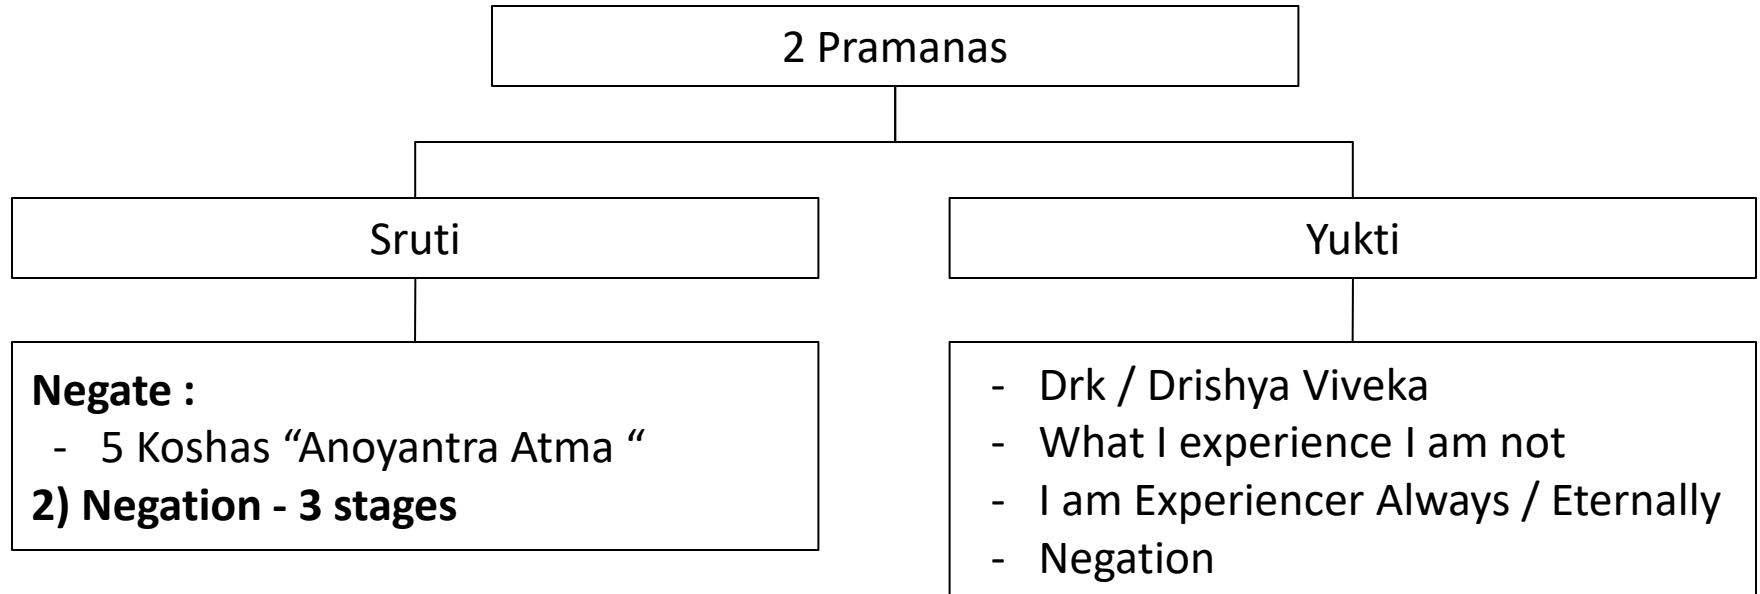 2 Pramanas
Sruti
Yukti
Negate :
- 5 Koshas “Anoyantra Atma “
2) Negation - 3 stages
- Drk / Drishya Viveka
- What I experience I am not
- I am Experiencer Always / Eternally
- Negation